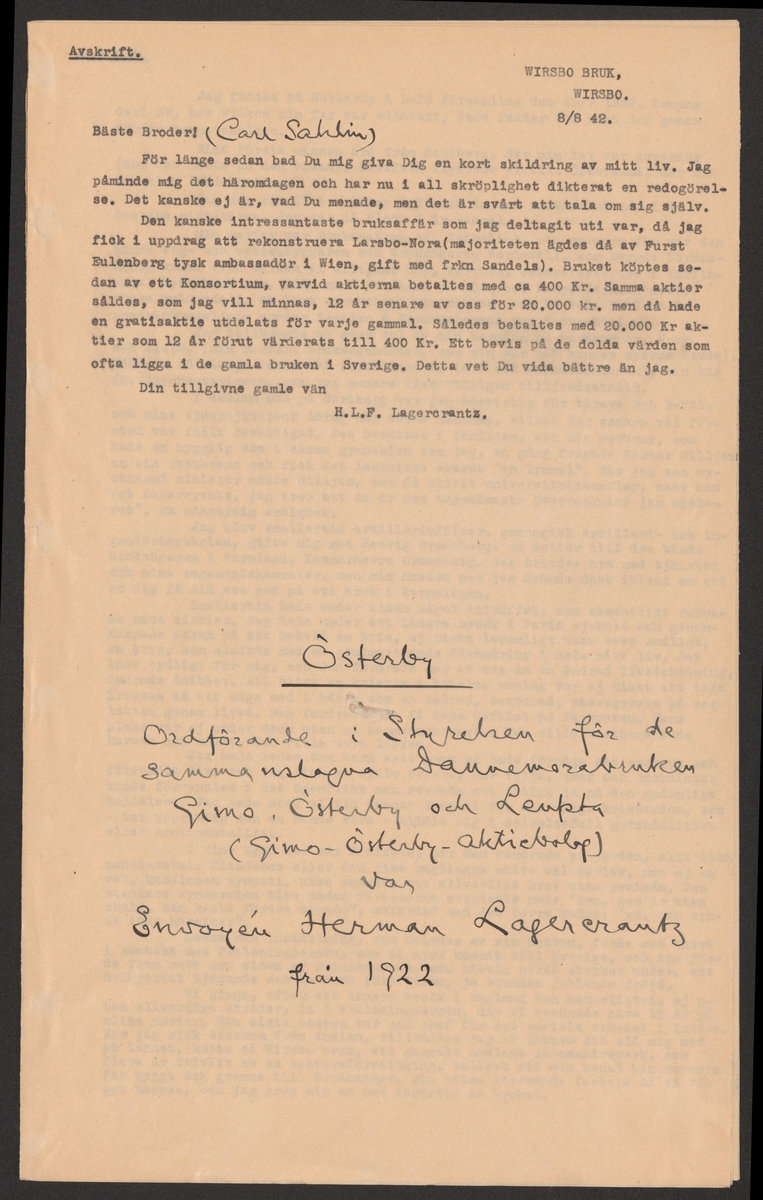 Avskrift.
WIRSBO BRUK,
WIRSBO.
8/8 42.
Bäste Broder! (Carl Sahlin)
För länge sedan bad Du mig giva Dig en kort skildring av mitt liv. Jag
påminde mig det häromdagen och har nu i all skröplighet dikterat en redogörel-
se. Det kanske ej är, vad Du menade, men det är svårt att tala om sig själv.
Den kanske intressantaste bruksaffär som jag deltagit uti var, då jag
fick i uppdrag att rekonstruera Larsbo-Nora(majoriteten ägdes då av Furst
Eulenberg tysk ambassadör i Wien, gift med frkn Sandels). Bruket köptes se-
dan av ett Konsortium, varvid aktierna betaltes med ca 400 Kr. Samma aktier
såldes, som jag vill minnas, 12 år senare av oss för 20.000 kr. men då hade
en gratisaktie utdelats för varje gammal. Således betaltes med 20.000 Kr ak-
tier som 12 år förut värderats till 400 Kr. Ett bevis på de dolda värden som
ofta ligga i de gamla bruken i Sverige. Detta vet Du vida bättre än jag.
Din tillgivne gamle vän
H.L.F. Lagercrantz.
Österby
Ordförande i Styrelsen för de
sammanslagna Dannemorabruken
Gimo, Österby och Leufsta
(Gimo-Österby-aktiebolag)
var
Envoyén Herman Lagercrantz
från 1922